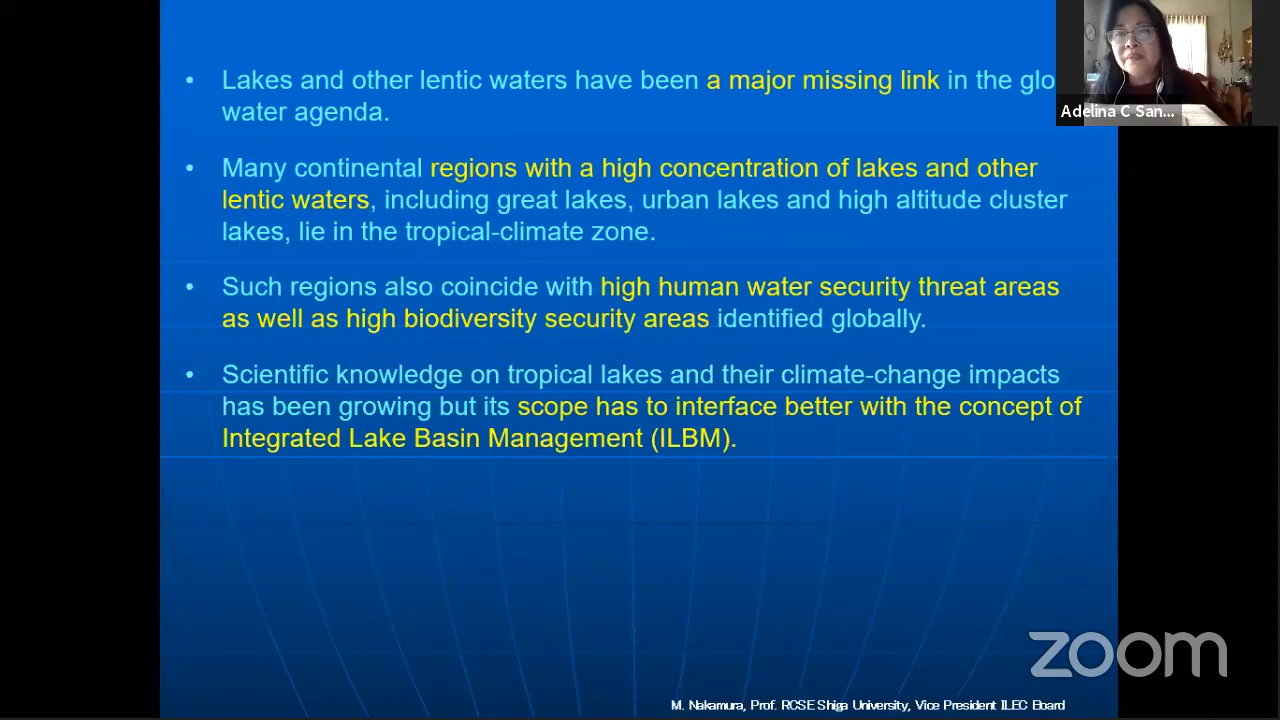 • Lakes and other lentic waters have been a major missing link in the glo
water agenda.
• Many continental regions with a high concentration of lakes and other
lentic waters, including great lakes, urban lakes and high altitude cluster
lakes, lie in the tropical-climate zone.
• Such regions also coincide with high human water security threat areas
as well as high biodiversity security areas identified globally.
• Scientific knowledge on tropical lakes and their climate-change impacts
has been growing but its scope has to interface better with the concept of
Integrated Lake Basin Management (ILBM).
Adelina C San...
zoom
M. Nakamura, Prof. RCSE Shiga University, Vice President ILEC Board